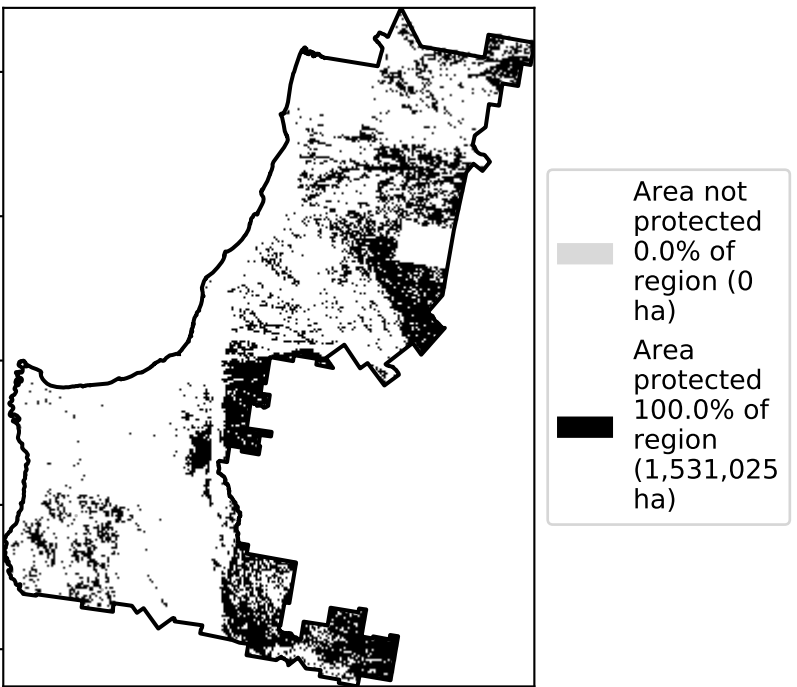 Area not
protected
0.0% of
region (0
ha)
Area
protected
100.0% of
region
(1,531,025
ha)